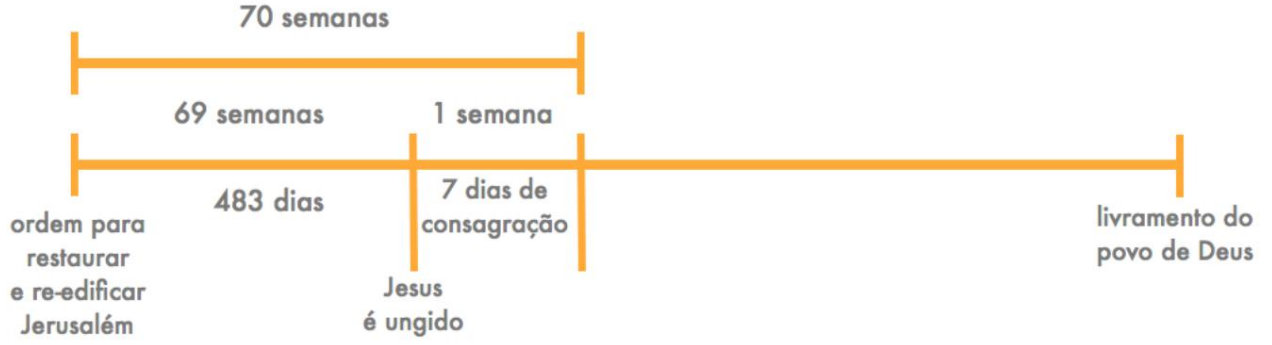 70 semanas
69 semanas
1 semana
483 dias
7 dias de
consagração
ordem para
restaurar
e re-edificar
Jerusalém
Jesus
é ungido
livramento do
povo de Deus